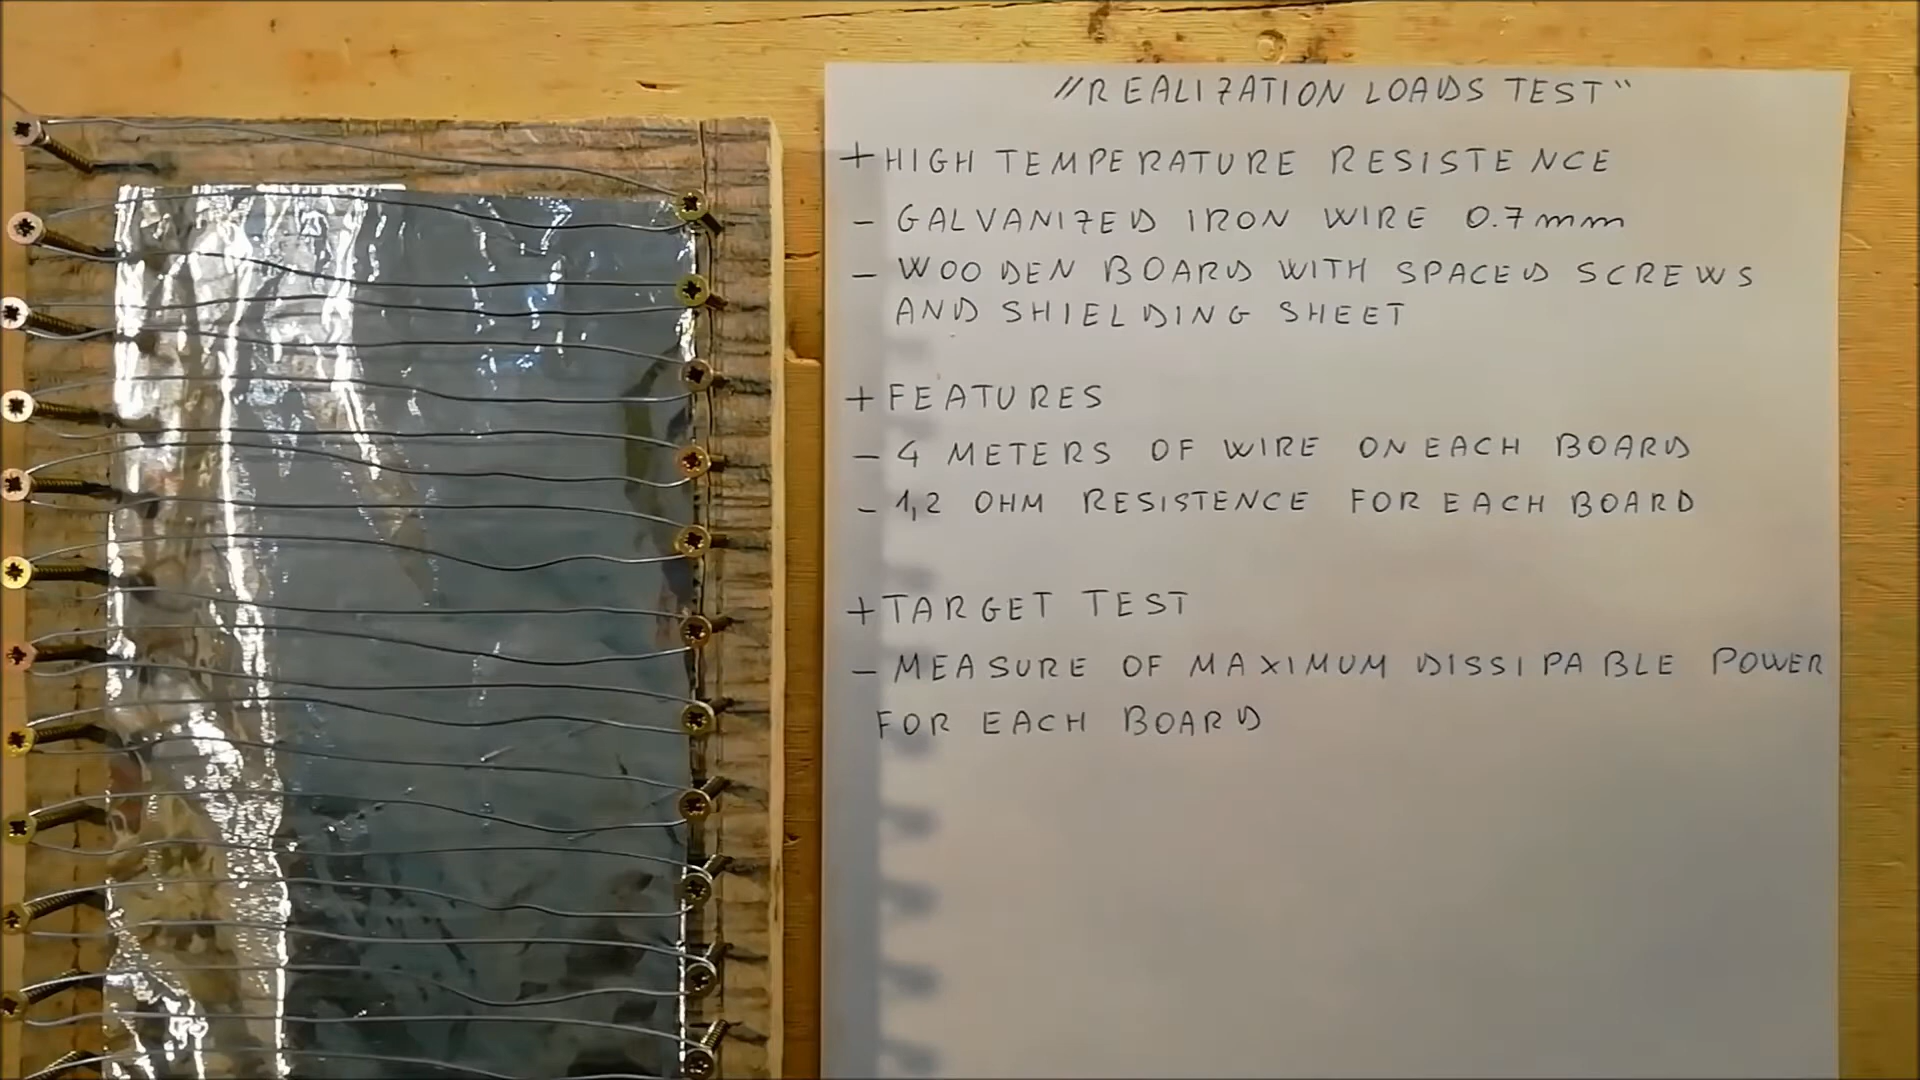 "REALIZATION LOADS TEST"
+ HIGH TEMPERATURE RESISTENCE
- GALVANIZED IRON WIRE 0.7mm
- WOODEN BOARD WITH SPACED SCREWS
AND SHIELDING SHEET
+ FEATURES
- 4 METERS OF WIRE ON EACH BOARD
- 1,2 OHM RESISTENCE FOR EACH BOARD
+ TARGET TEST
- MEASURE OF MAXIMUM DISSIPABLE POWER
FOR EACH BOARD